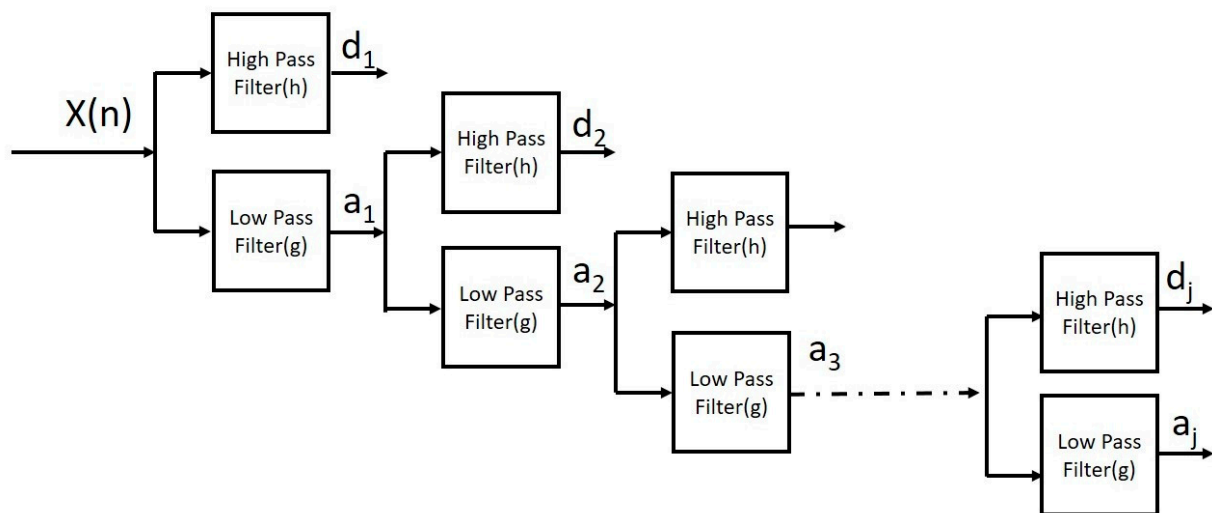 X(n)
High Pass
Filter(h)
d₁
Low Pass
Filter(g)
a₁
High Pass
Filter(h)
d₂
Low Pass
Filter(g)
a₂
High Pass
Filter(h)
Low Pass
Filter(g)
a₃
High Pass
Filter(h)
dⱼ
Low Pass
Filter(g)
aⱼ